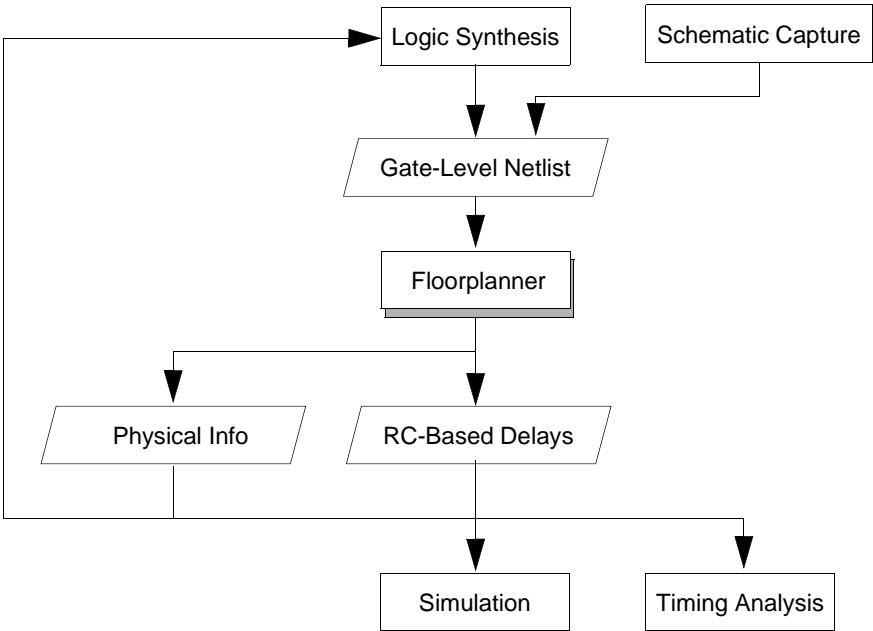 Logic Synthesis
Schematic Capture
Gate-Level Netlist
Floorplanner
Physical Info
RC-Based Delays
Simulation
Timing Analysis